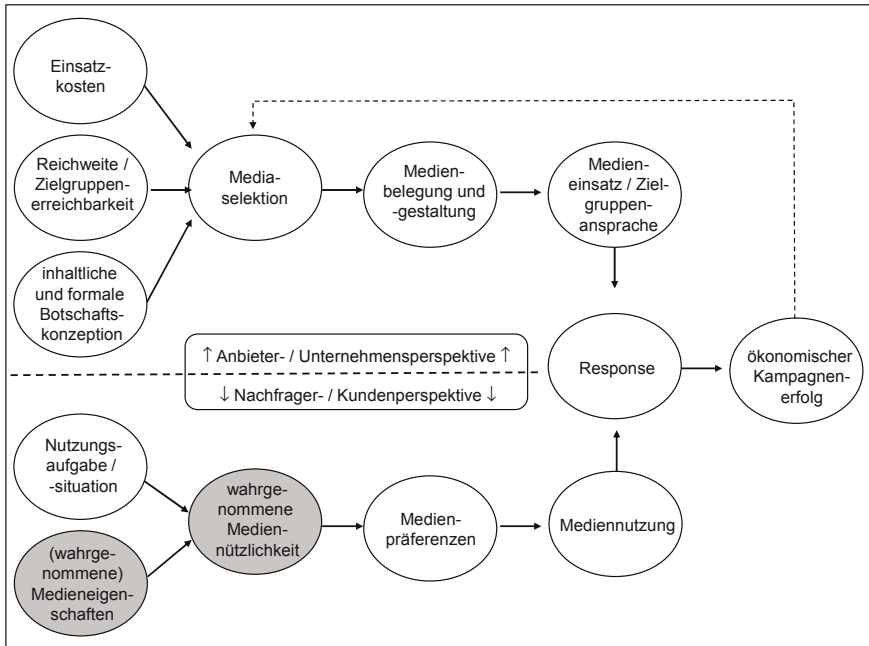 Einsatz-
kosten
Reichweite /
Zielgruppen-
erreichbarkeit
inhaltliche
und formale
Botschafts-
konzeption
Media-
selektion
Medien-
belegung und
-gestaltung
Medien-
einsatz / Ziel-
gruppen-
ansprache
↑ Anbieter- / Unternehmensperspektive ↑
↓ Nachfrager- / Kundenperspektive ↓
Response
ökonomischer
Kampagnen-
erfolg
Nutzungs-
aufgabe /
-situation
(wahrge-
nommene)
Medieneigen-
schaften
wahrge-
nommene
Medien-
nützlichkeit
Medien-
präferenzen
Mediennutzung